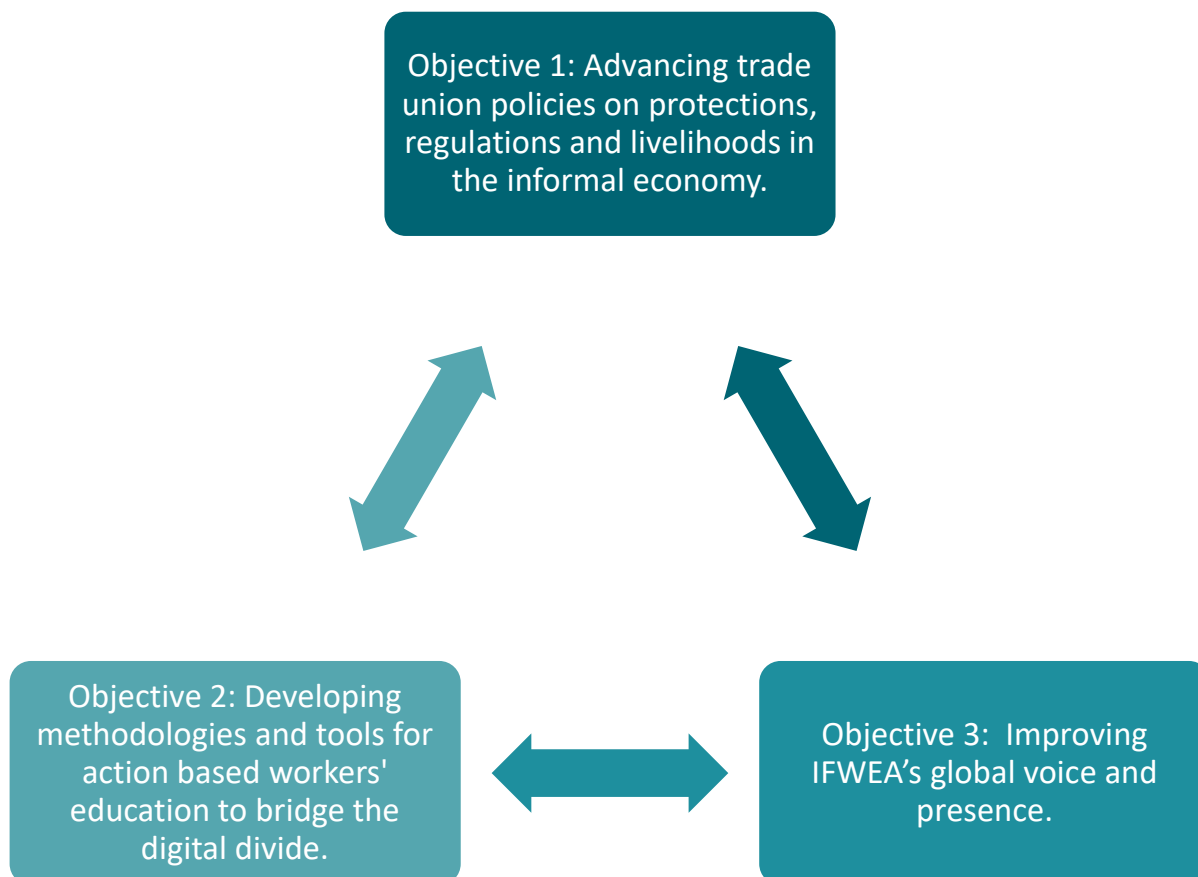 Objective 1: Advancing trade
union policies on protections,
regulations and livelihoods in
the informal economy.
Objective 2: Developing
methodologies and tools for
action based workers'
education to bridge the
digital divide.
Objective 3:  Improving
IFWEA’s global voice and
presence.